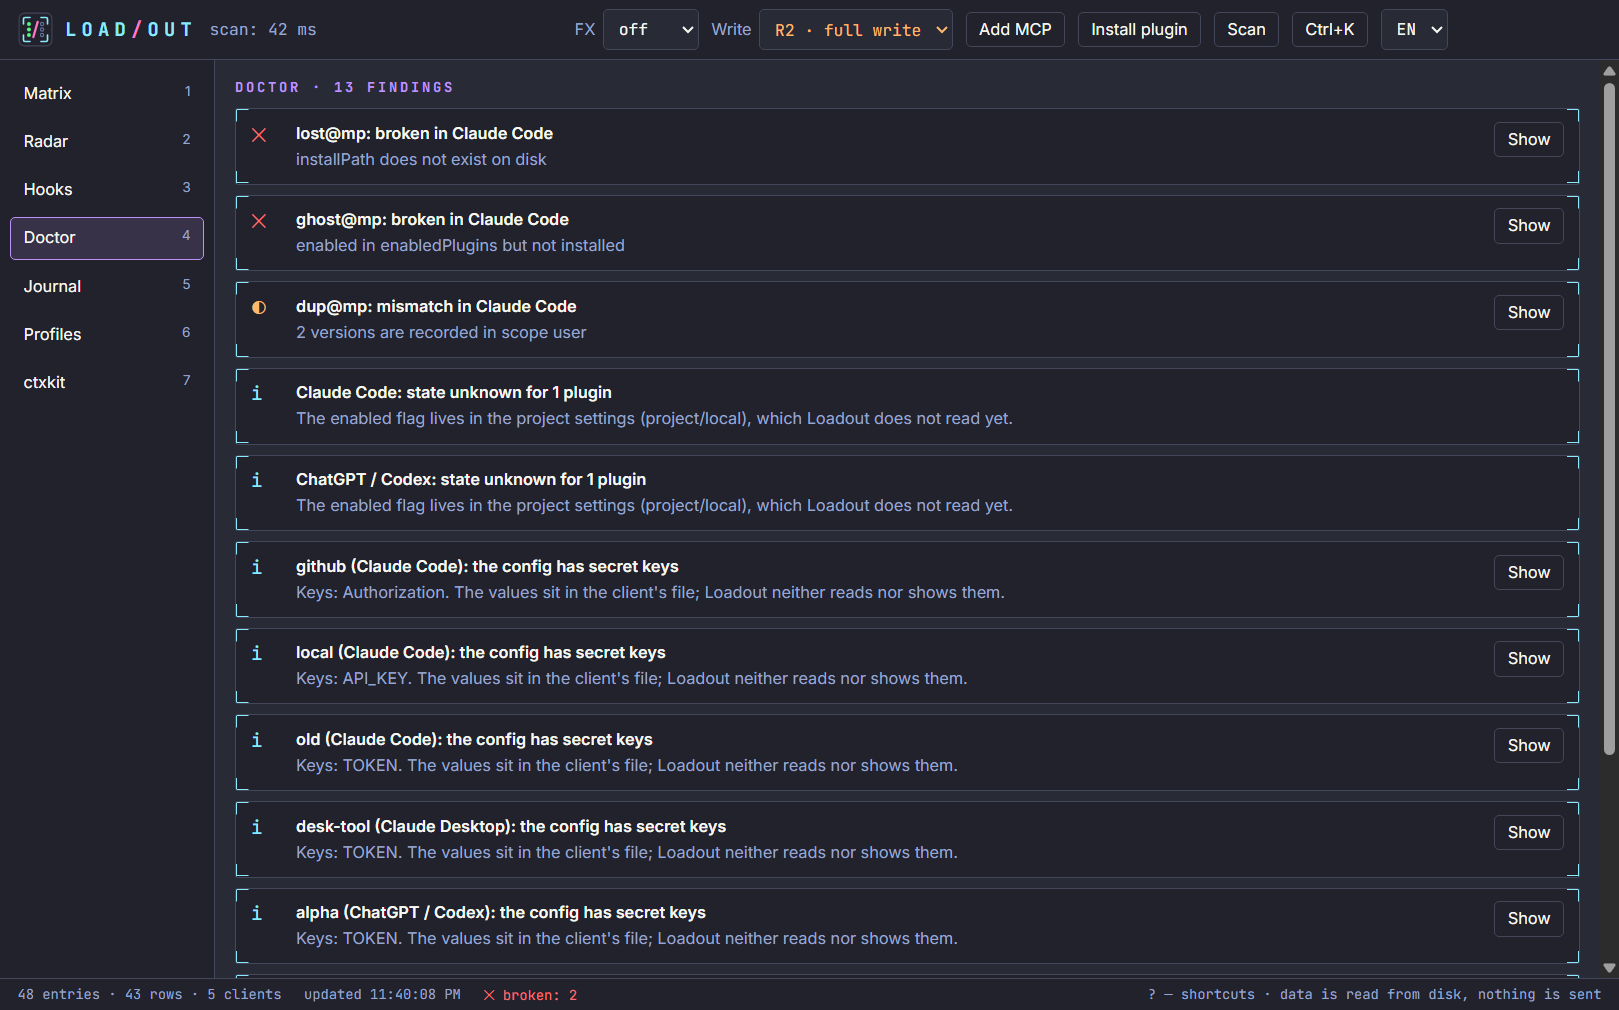 LOAD/OUT scan: 42 ms FX off Write R2 · full write Add MCP Install plugin Scan Ctrl+K EN
Matrix 1
Radar 2
Hooks 3
Doctor 4
Journal 5
Profiles 6
ctxkit 7
DOCTOR · 13 FINDINGS
lost@mp: broken in Claude Code
installPath does not exist on disk
Show
ghost@mp: broken in Claude Code
enabled in enabledPlugins but not installed
Show
dup@mp: mismatch in Claude Code
2 versions are recorded in scope user
Show
i Claude Code: state unknown for 1 plugin
The enabled flag lives in the project settings (project/local), which Loadout does not read yet.
i ChatGPT / Codex: state unknown for 1 plugin
The enabled flag lives in the project settings (project/local), which Loadout does not read yet.
i github (Claude Code): the config has secret keys
Keys: Authorization. The values sit in the client's file; Loadout neither reads nor shows them.
Show
i local (Claude Code): the config has secret keys
Keys: API_KEY. The values sit in the client's file; Loadout neither reads nor shows them.
Show
i old (Claude Code): the config has secret keys
Keys: TOKEN. The values sit in the client's file; Loadout neither reads nor shows them.
Show
i desk-tool (Claude Desktop): the config has secret keys
Keys: TOKEN. The values sit in the client's file; Loadout neither reads nor shows them.
Show
i alpha (ChatGPT / Codex): the config has secret keys
Keys: TOKEN. The values sit in the client's file; Loadout neither reads nor shows them.
Show
48 entries · 43 rows · 5 clients updated 11:40:08 PM broken: 2 ? — shortcuts · data is read from disk, nothing is sent